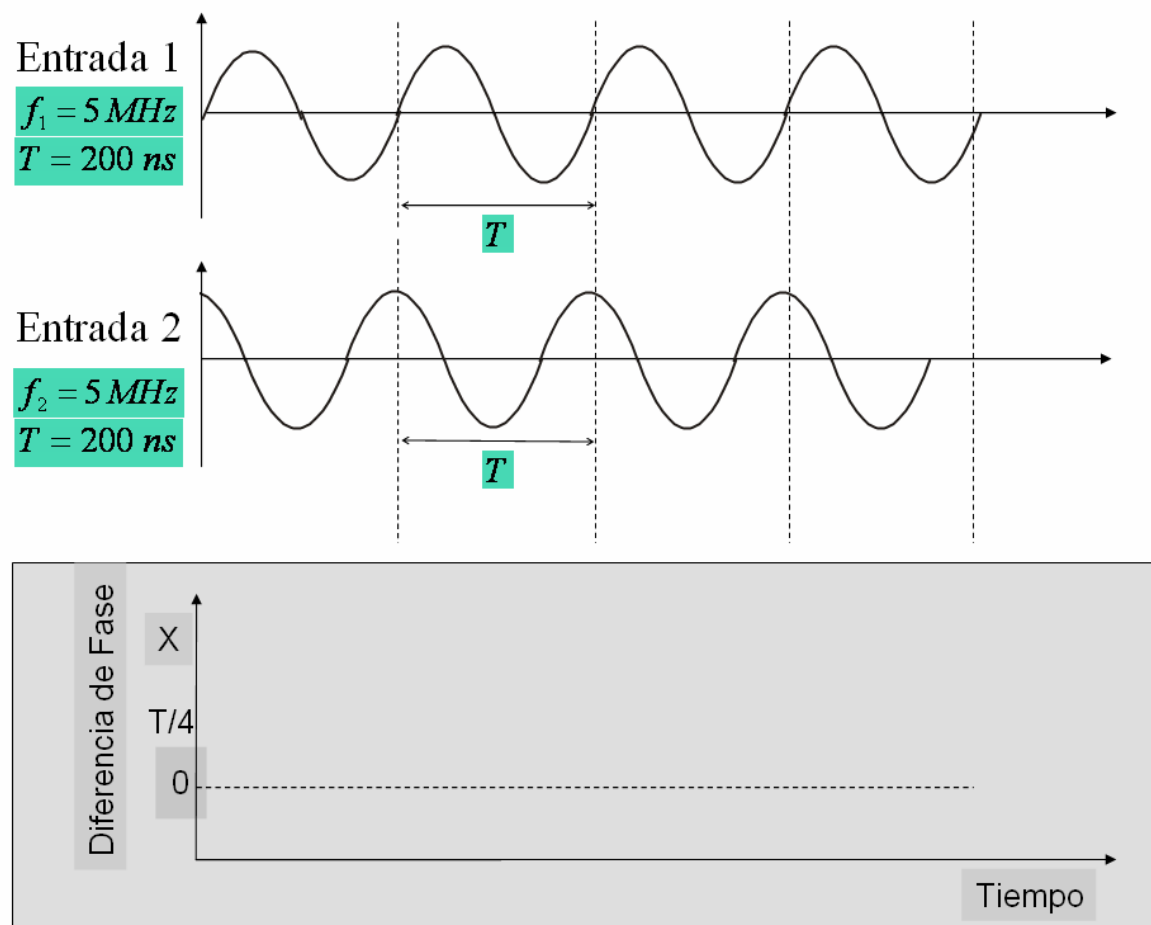 Entrada 1
f₁ = 5 MHz
T = 200 ns
T
Entrada 2
f₂ = 5 MHz
T = 200 ns
T
Diferencia de Fase
X
T/4
0
Tiempo